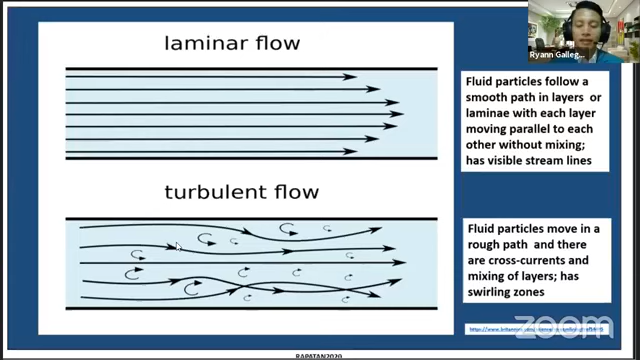 laminar flow
Ryann Galleg...
Fluid particles follow a
smooth path in layers or
laminae with each layer
moving parallel to each
other without mixing;
has visible stream lines
turbulent flow
Fluid particles move in a
rough path and there
are cross-currents and
mixing of layers; has
swirling zones
zoom
RAPATAN2020